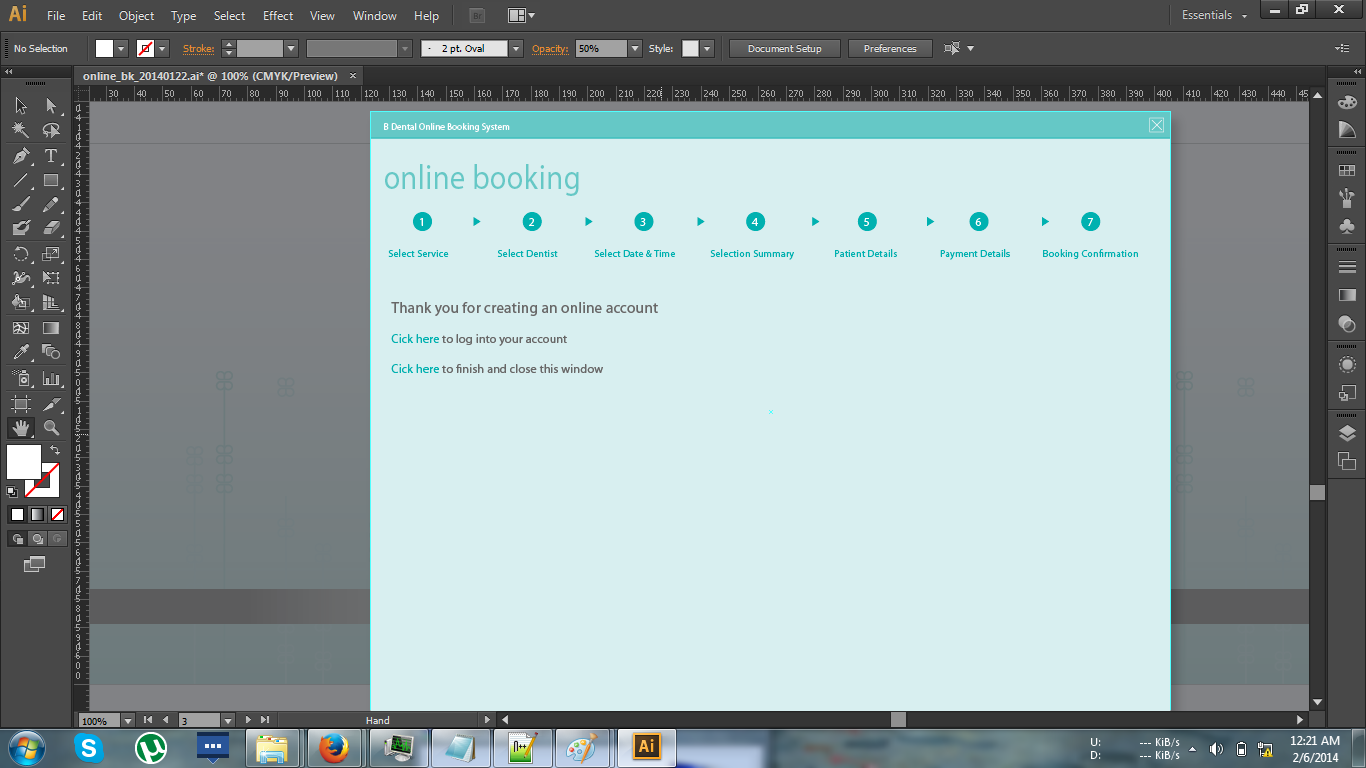 Ai File Edit Object Type Select Effect View Window Help Br Essentials
No Selection Stroke: 2 pt. Oval Opacity: 50% Style: Document Setup Preferences
online_bk_20140122.ai* @ 100% (CMYK/Preview) ×
30 40 50 60 70 80 90 100 110 120 130 140 150 160 170 180 190 200 210 220 230 240 250 260 270 280 290 300 310 320 330 340 350 360 370 380 390 400 410 420 430 440 45
B Dental Online Booking System
online booking
1 2 3 4 5 6 7
Select Service Select Dentist Select Date & Time Selection Summary Patient Details Payment Details Booking Confirmation
Thank you for creating an online account
Cick here to log into your account
Cick here to finish and close this window
100% 3 Hand
S µ ... N++ Ai
U: --- KiB/s
D: --- KiB/s
12:21 AM
2/6/2014